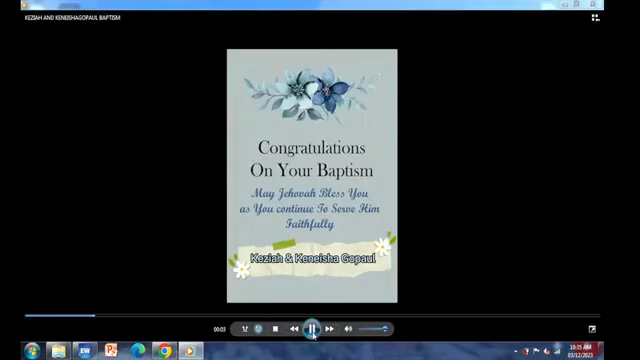 KEZIAH AND KENEISHAGOPAUL BAPTISM
Congratulations
On Your Baptism
May Jehovah Bless You
as You continue To Serve Him
Faithfully
Keziah & Keneisha Gopaul
00:03
10:35 AM
03/12/2023